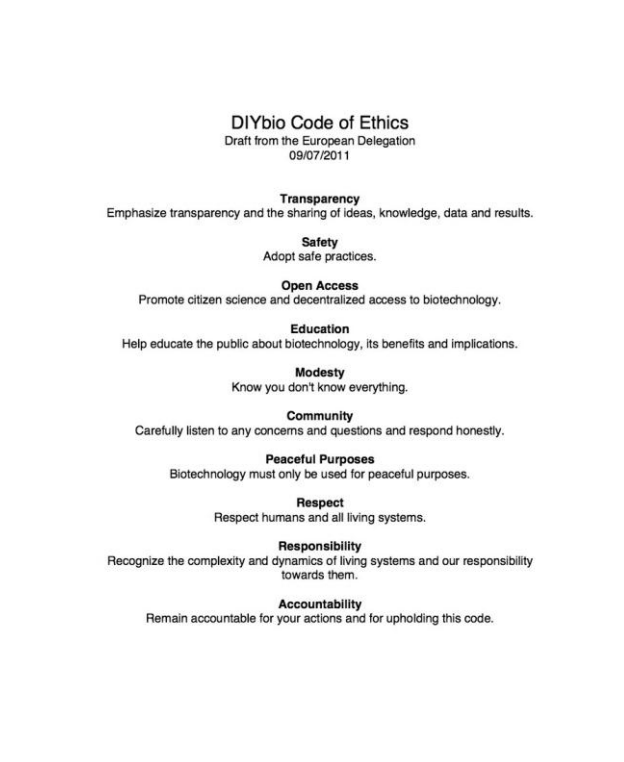 DIYbio Code of Ethics
Draft from the European Delegation
09/07/2011
Transparency
Emphasize transparency and the sharing of ideas, knowledge, data and results.
Safety
Adopt safe practices.
Open Access
Promote citizen science and decentralized access to biotechnology.
Education
Help educate the public about biotechnology, its benefits and implications.
Modesty
Know you don't know everything.
Community
Carefully listen to any concerns and questions and respond honestly.
Peaceful Purposes
Biotechnology must only be used for peaceful purposes.
Respect
Respect humans and all living systems.
Responsibility
Recognize the complexity and dynamics of living systems and our responsibility
towards them.
Accountability
Remain accountable for your actions and for upholding this code.